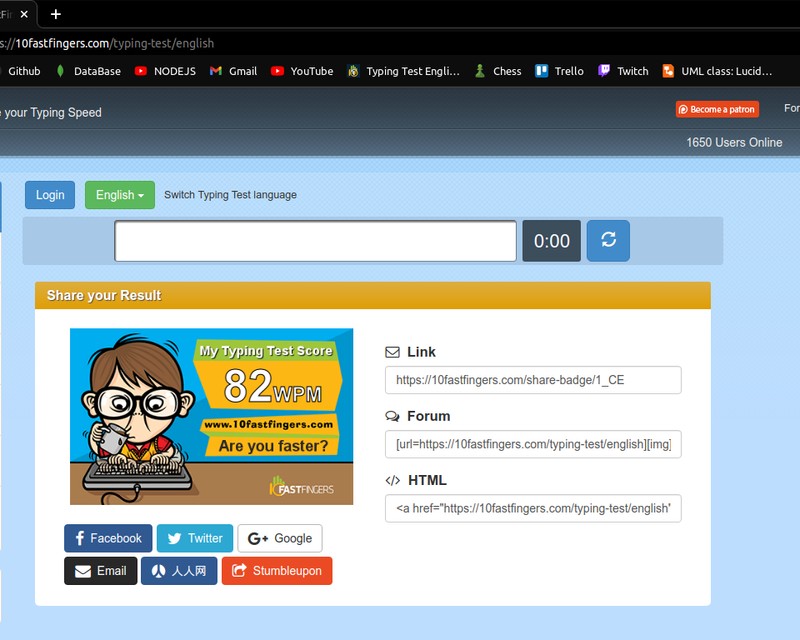 s://10fastfingers.com/typing-test/english
Github DataBase NODEJS Gmail YouTube Typing Test Engli... Chess Trello Twitch UML class: Lucid...
your Typing Speed
Become a patron
1650 Users Online
Login English Switch Typing Test language
0:00
Share your Result
My Typing Test Score
82 WPM
www.10fastfingers.com
Are you faster?
10FASTFINGERS
Link
https://10fastfingers.com/share-badge/1_CE
Forum
[url=https://10fastfingers.com/typing-test/english][img]
</> HTML
<a href="https://10fastfingers.com/typing-test/english"
Facebook Twitter G+ Google
Email 人人网 Stumbleupon